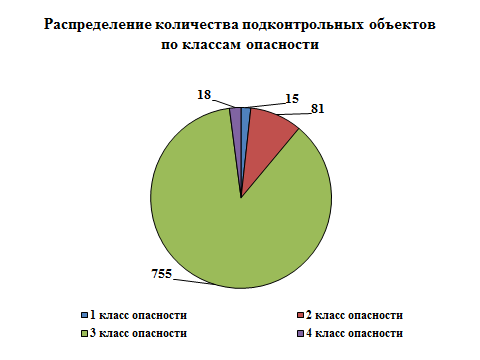 Распределение количества подконтрольных объектов
по классам опасности
18
15
81
755
1 класс опасности
2 класс опасности
3 класс опасности
4 класс опасности